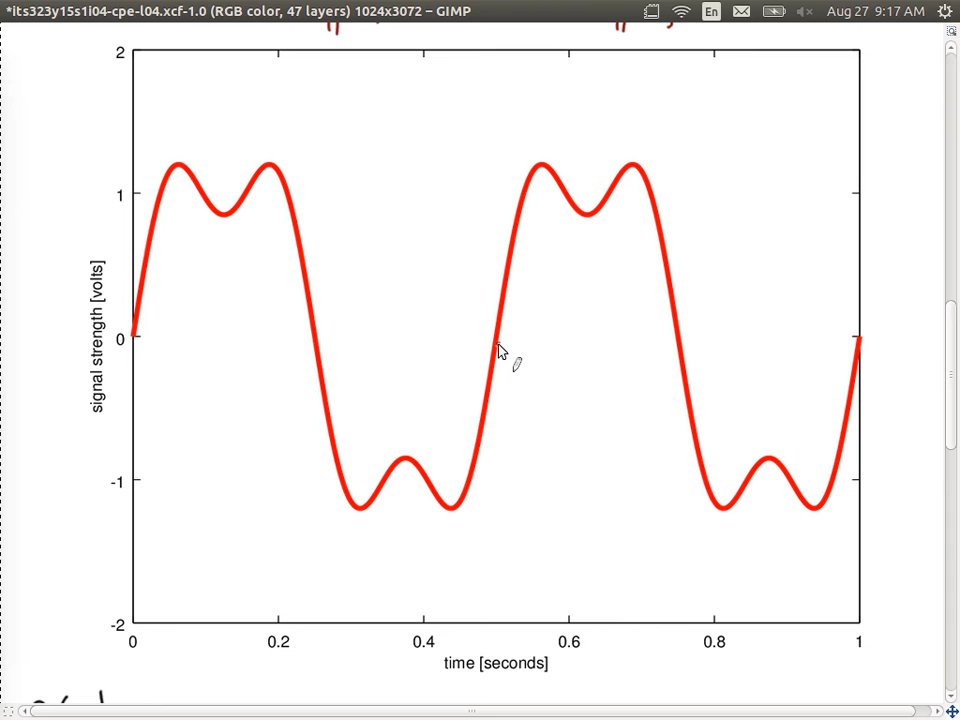 *its323y15s1i04-cpe-l04.xcf-1.0 (RGB color, 47 layers) 1024x3072 – GIMP
En
Aug 27 9:17 AM
2
1
0
-1
-2
signal strength [volts]
0 0.2 0.4 0.6 0.8 1
time [seconds]